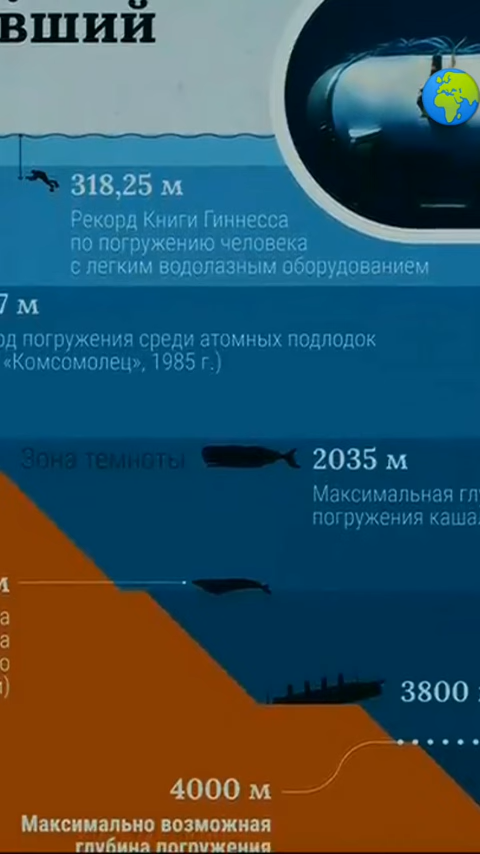 вший
318,25 м
Рекорд Книги Гиннесса
по погружению человека
с легким водолазным оборудованием
7 м
од погружения среди атомных подлодок
«Комсомолец», 1985 г.)
Зона темноты
2035 м
Максимальная глу
погружения каша
м
а
а
о
)
3800
4000 м
Максимально возможная
глубина погружения